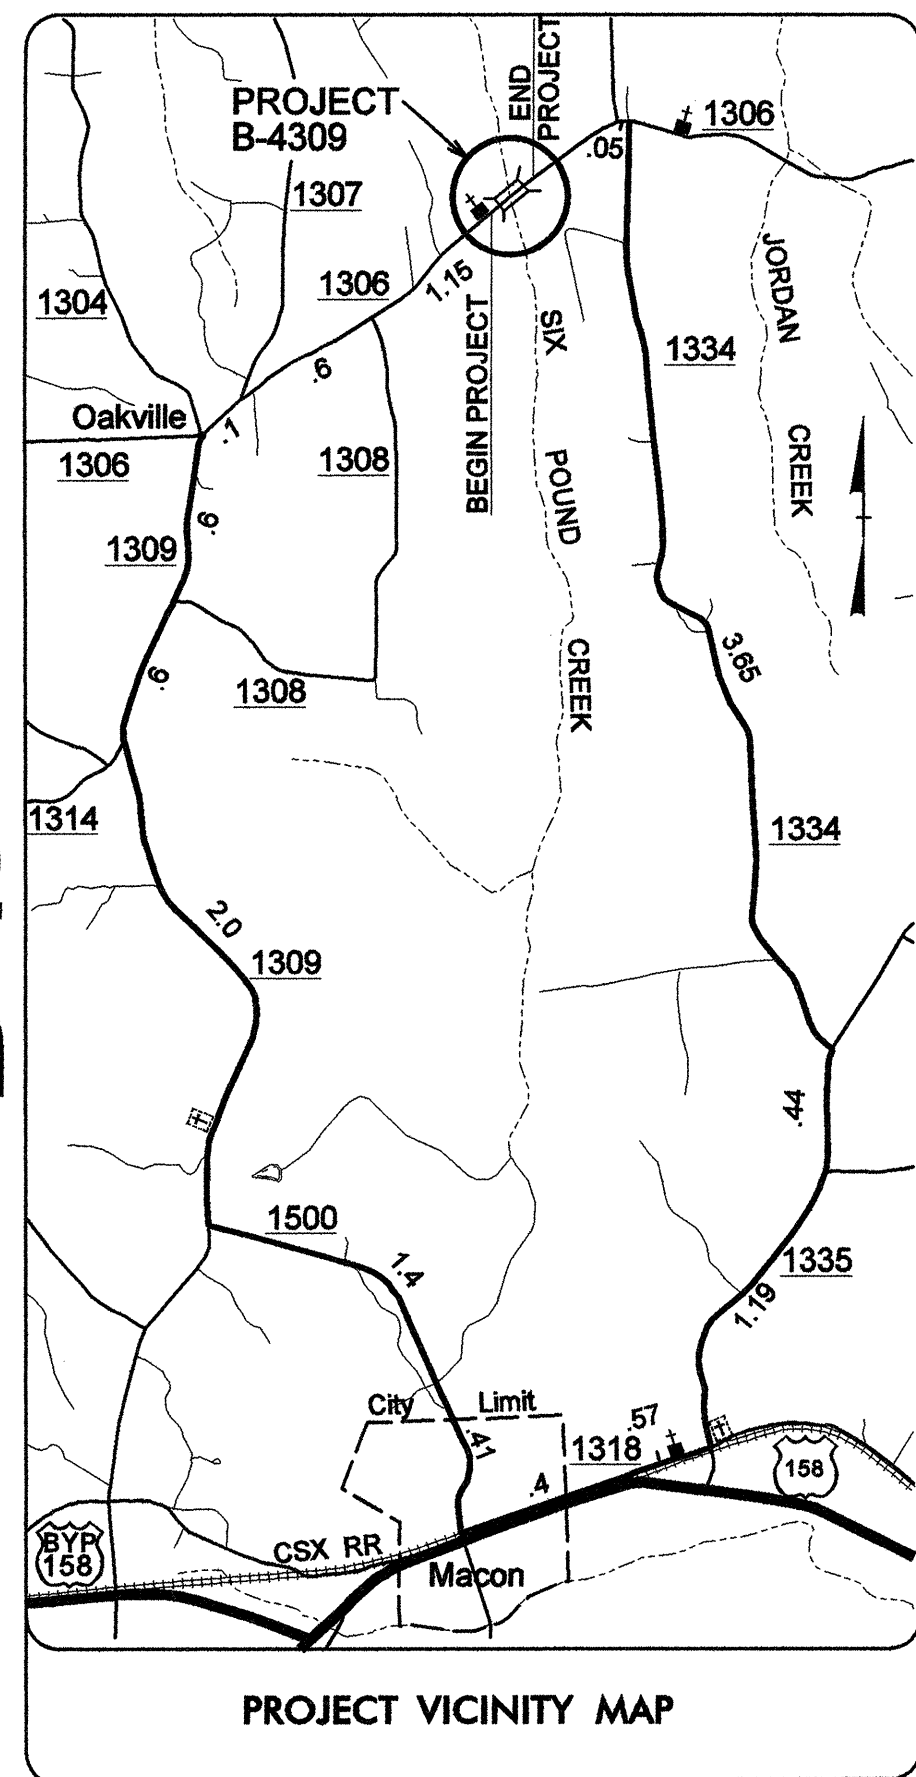 PROJECT
B-4309
END
PROJECT
1306
.05
1307
1304
1306
1.15
BEGIN PROJECT
SIX
POUND
CREEK
JORDAN
CREEK
1334
.6
Oakville
.1
1306
1308
.6
1309
.6
1308
3.65
1314
1334
2.0
1309
.44
1500
1.4
1335
1.19
City Limit
.41
.57
1318
158
.4
BYP
158
CSX RR
Macon
PROJECT VICINITY MAP